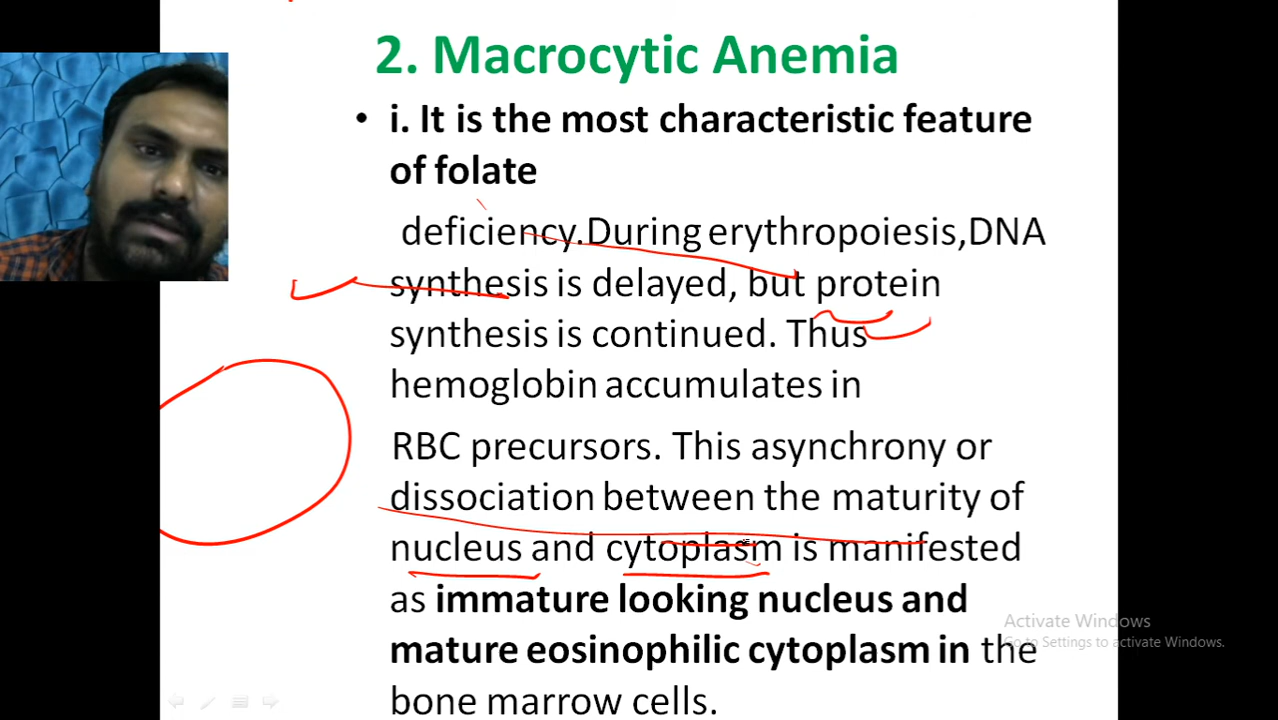 2. Macrocytic Anemia
• i. It is the most characteristic feature
of folate
deficiency.During erythropoiesis,DNA
synthesis is delayed, but protein
synthesis is continued. Thus
hemoglobin accumulates in
RBC precursors. This asynchrony or
dissociation between the maturity of
nucleus and cytoplasm is manifested
as immature looking nucleus and
mature eosinophilic cytoplasm in the
bone marrow cells.
Activate Windows
Go to Settings to activate Windows.